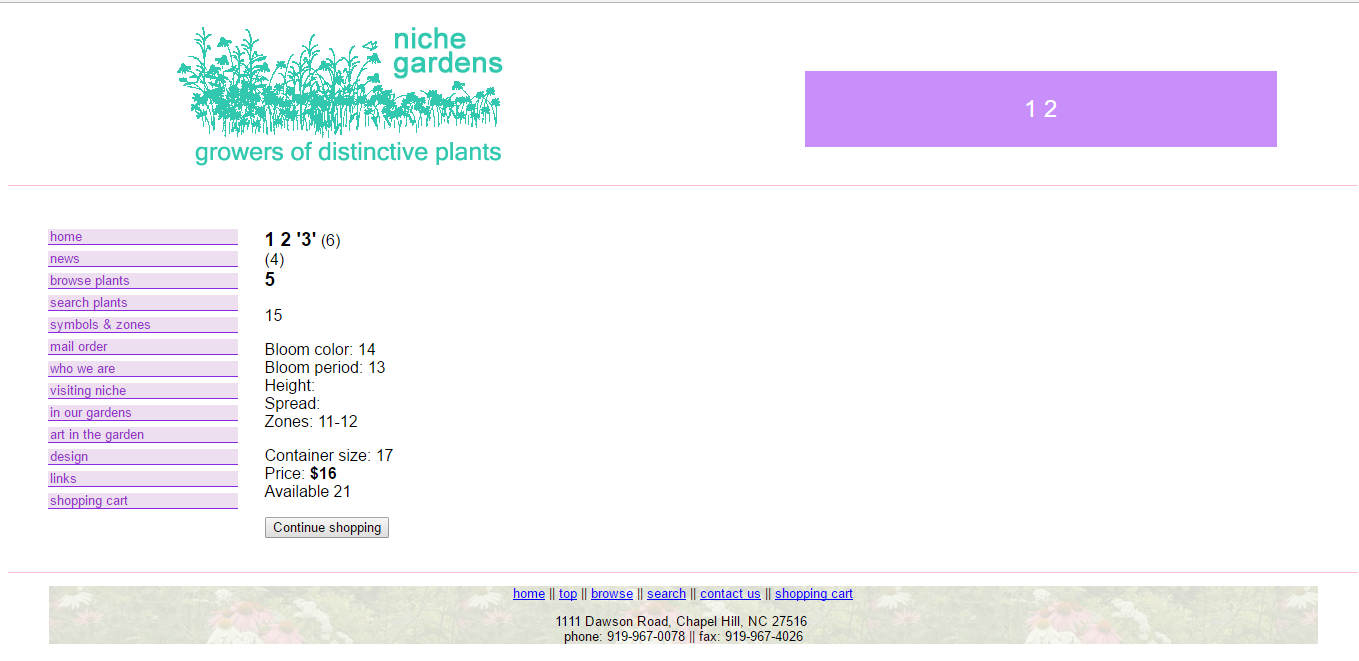 niche
gardens
growers of distinctive plants
1 2
home
news
browse plants
search plants
symbols & zones
mail order
who we are
visiting niche
in our gardens
art in the garden
design
links
shopping cart
1 2 '3' (6)
(4)
5
15
Bloom color: 14
Bloom period: 13
Height:
Spread:
Zones: 11-12
Container size: 17
Price: $16
Available 21
Continue shopping
home || top || browse || search || contact us || shopping cart
1111 Dawson Road, Chapel Hill, NC 27516
phone: 919-967-0078 || fax: 919-967-4026